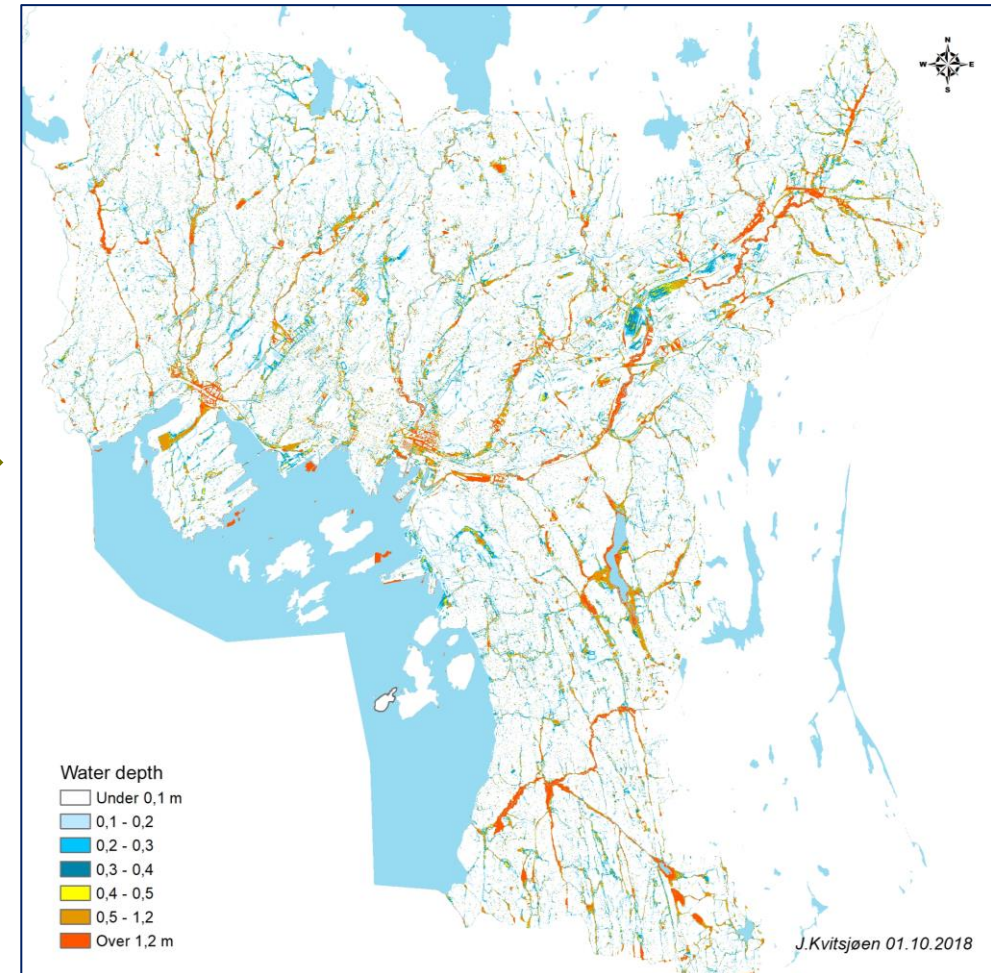 N
W E
S
Water depth
Under 0,1 m
0,1 - 0,2
0,2 - 0,3
0,3 - 0,4
0,4 - 0,5
0,5 - 1,2
Over 1,2 m
J.Kvitsjøen 01.10.2018